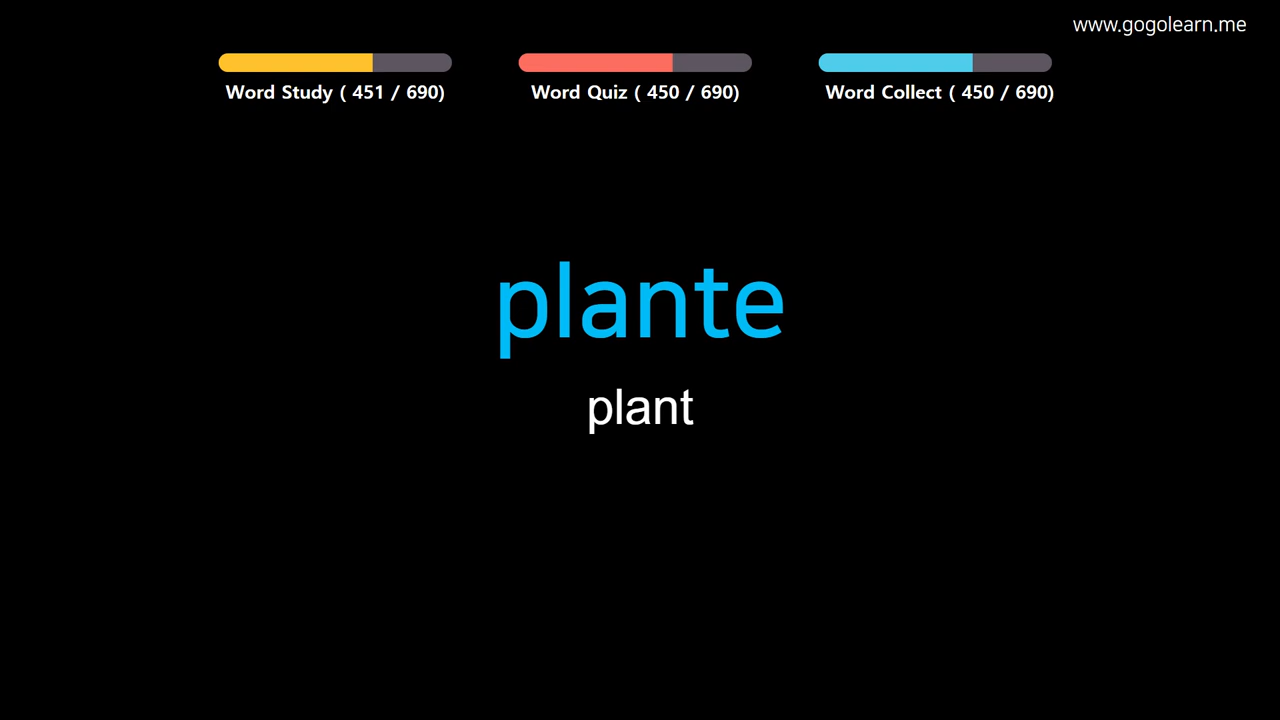 www.gogolearn.me
Word Study ( 451 / 690)
Word Quiz ( 450 / 690)
Word Collect ( 450 / 690)
plante
plant